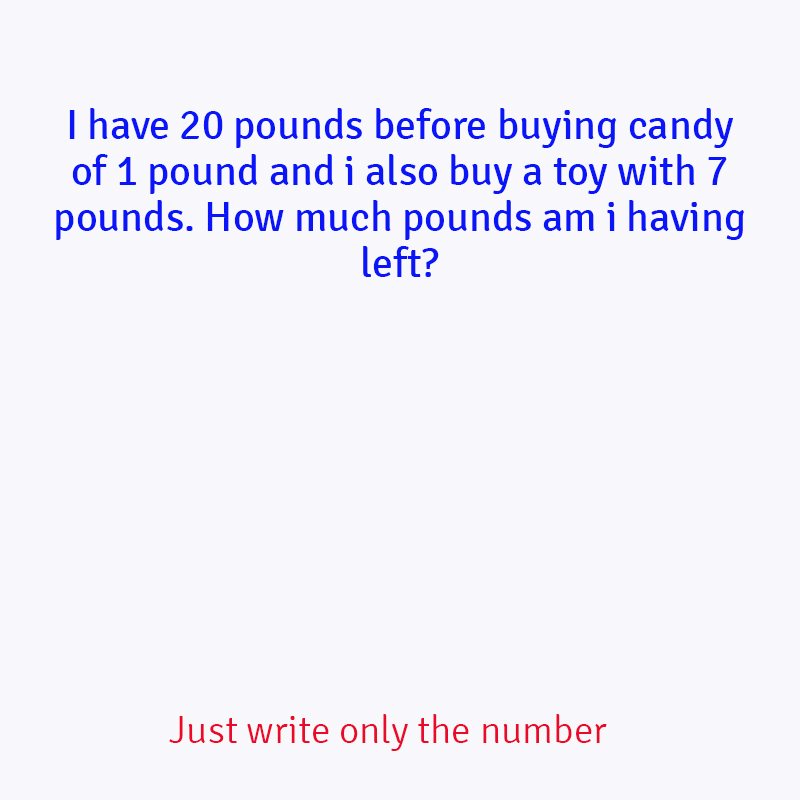 I have 20 pounds before buying candy
of 1 pound and i also buy a toy with 7
pounds. How much pounds am i having
left?
Just write only the number